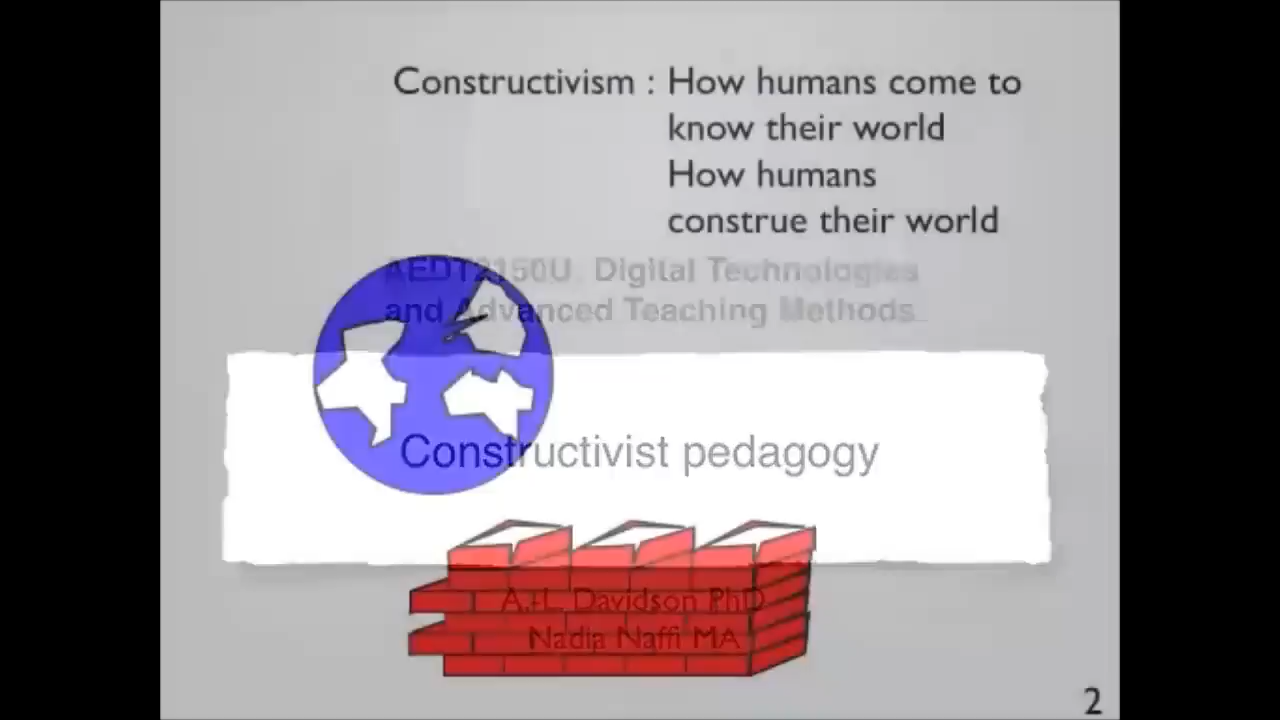 Constructivism : How humans come to
know their world
How humans
construe their world
AEDT2150U, Digital Technologies
and Advanced Teaching Methods
Constructivist pedagogy
A.-L. Davidson PhD
Nadia Naffi MA
2